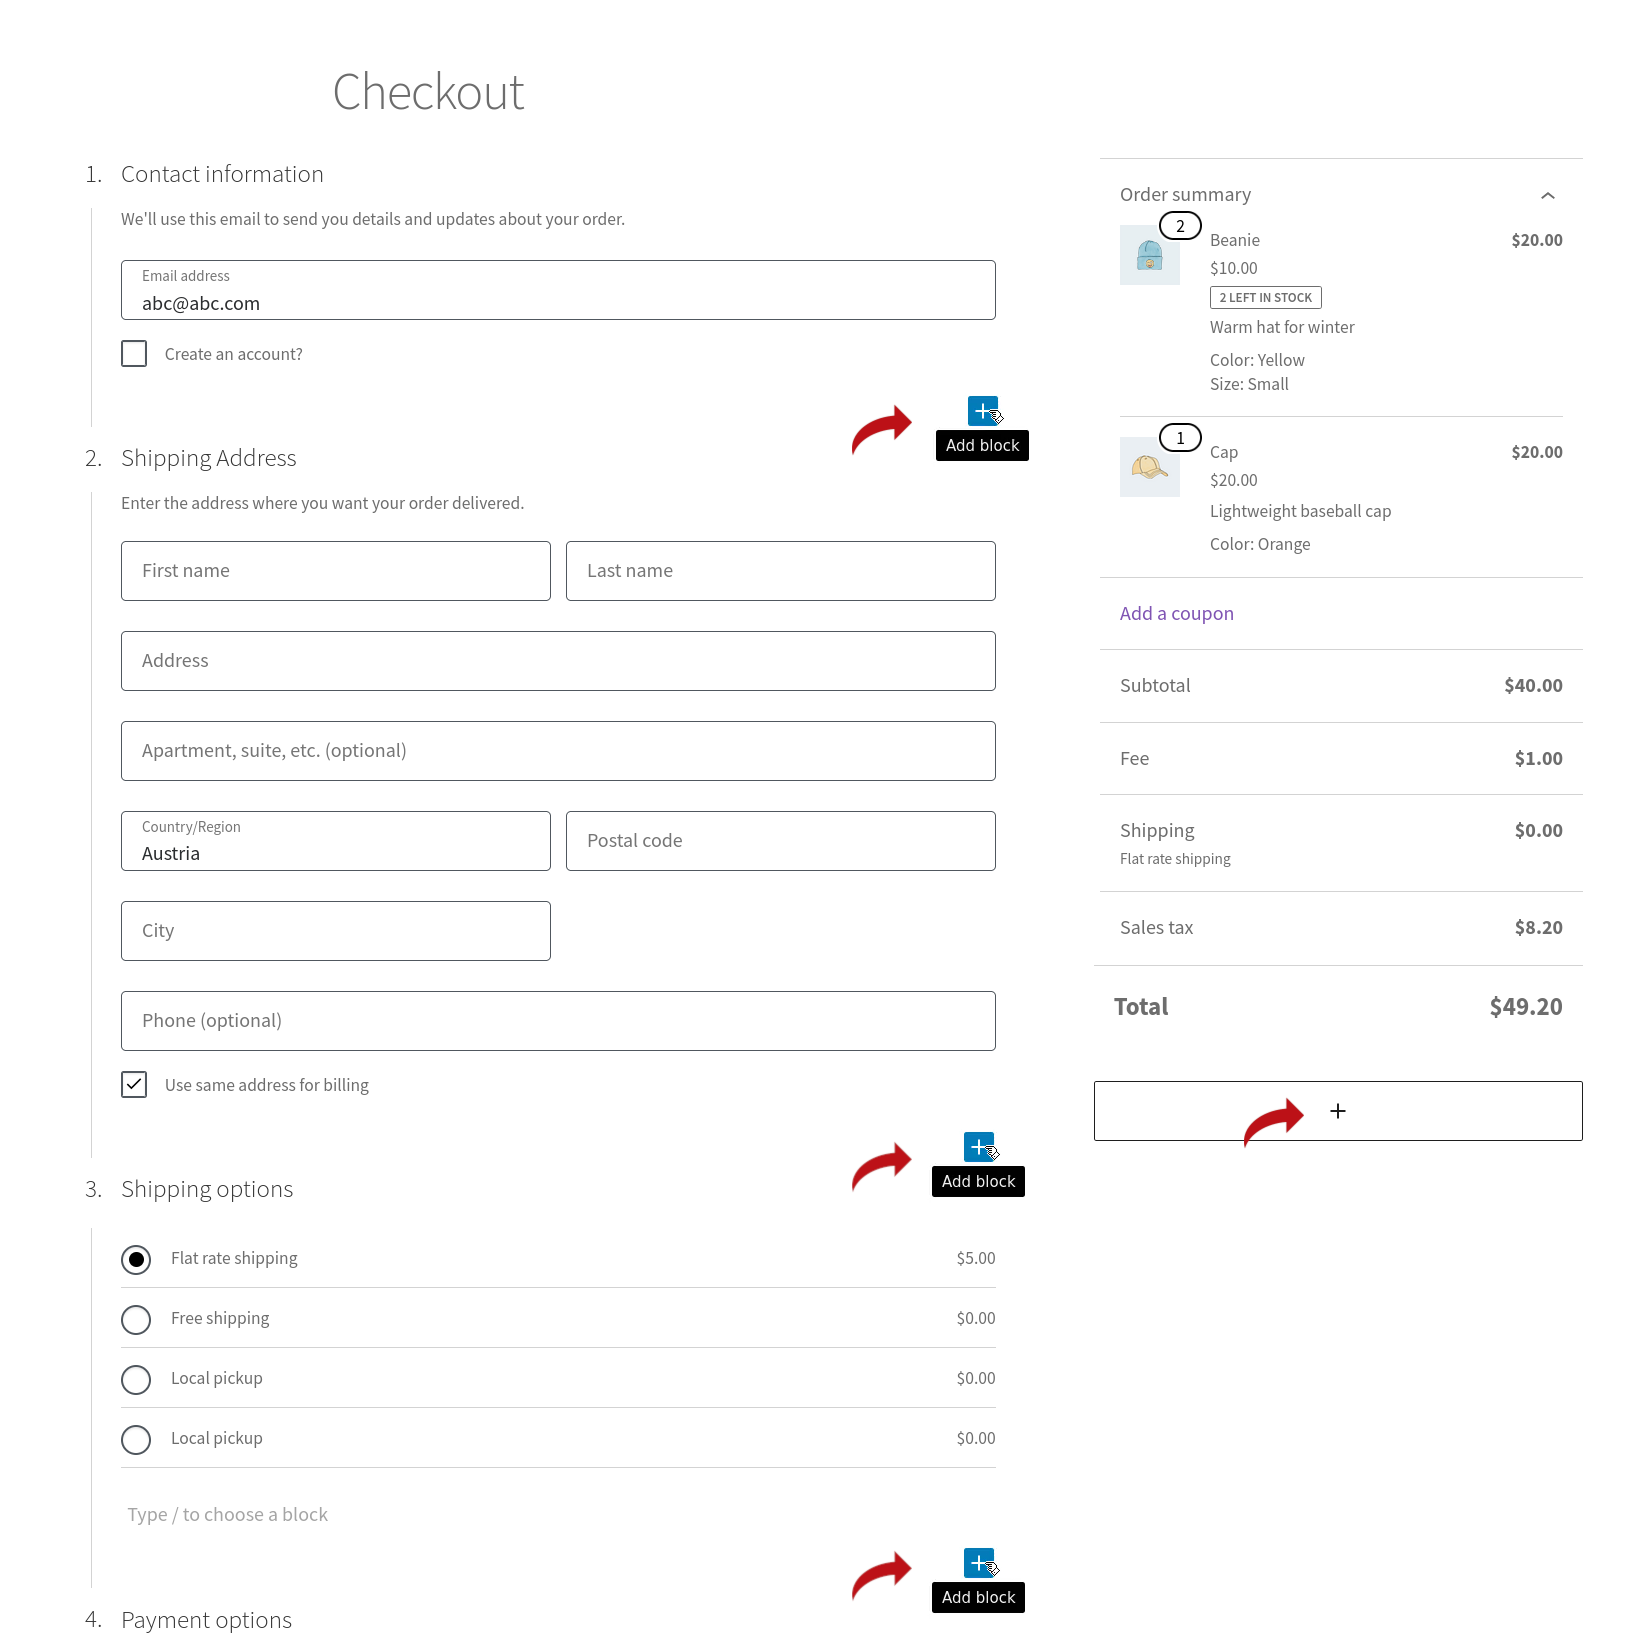 Checkout
1. Contact information
We'll use this email to send you details and updates about your order.
Email address
abc@abc.com
Create an account?
Add block
2. Shipping Address
Enter the address where you want your order delivered.
First name
Last name
Address
Apartment, suite, etc. (optional)
Country/Region
Austria
Postal code
City
Phone (optional)
Use same address for billing
Add block
3. Shipping options
Flat rate shipping $5.00
Free shipping $0.00
Local pickup $0.00
Local pickup $0.00
Type / to choose a block
Add block
4. Payment options
Order summary
2
Beanie $20.00
$10.00
2 LEFT IN STOCK
Warm hat for winter
Color: Yellow
Size: Small
1
Cap $20.00
$20.00
Lightweight baseball cap
Color: Orange
Add a coupon
Subtotal $40.00
Fee $1.00
Shipping $0.00
Flat rate shipping
Sales tax $8.20
Total $49.20